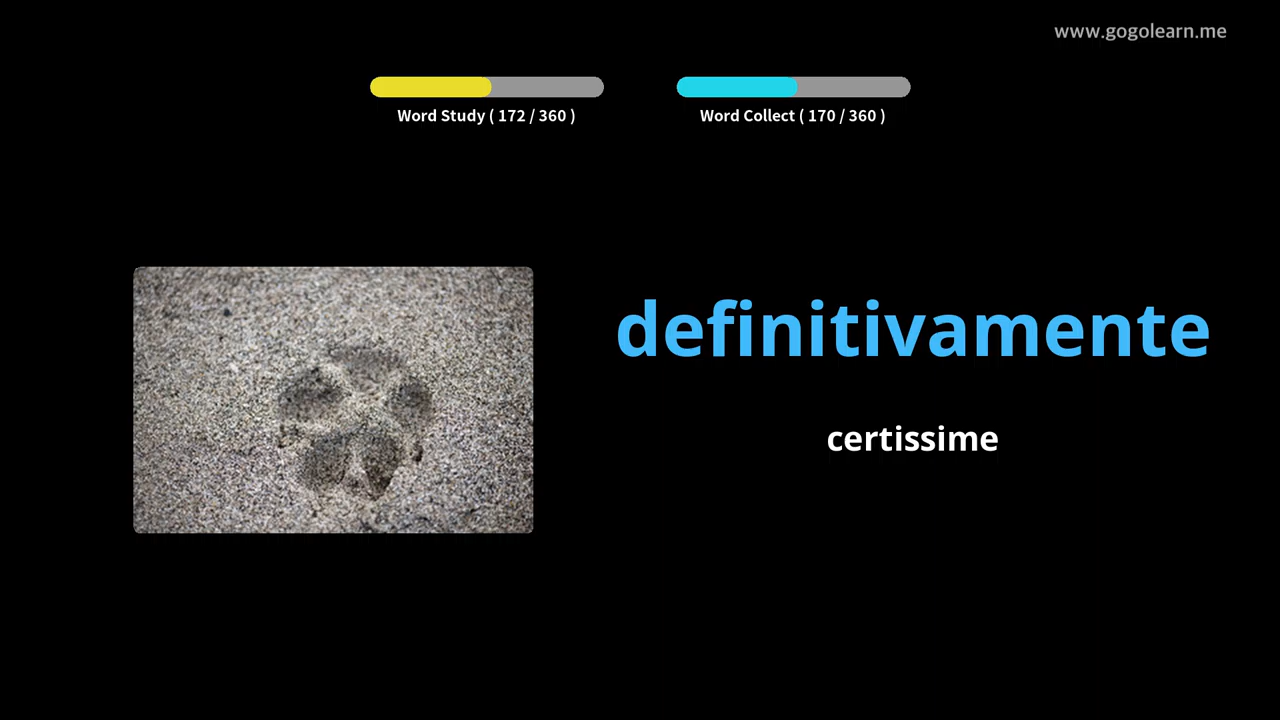 www.gogolearn.me
Word Study ( 172 / 360 )
Word Collect ( 170 / 360 )
definitivamente
certissime